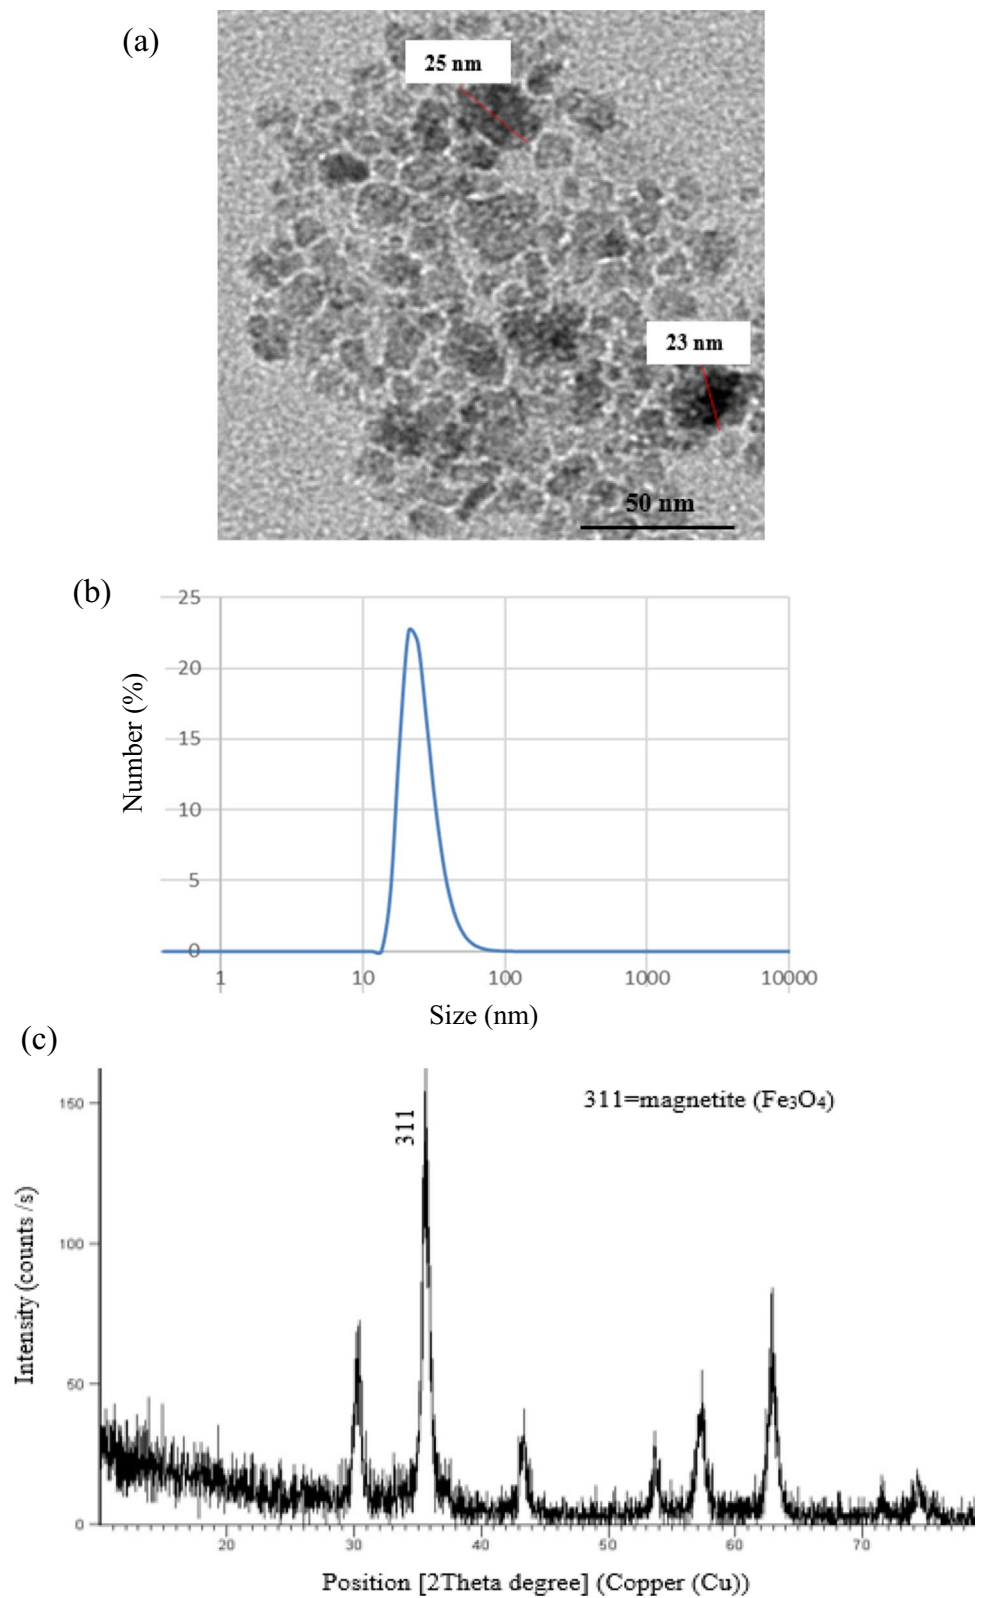 (a)
25 nm
23 nm
50 nm
(b)
25
20
15
10
5
0
Number (%)
1 10 100 1000 10000
Size (nm)
(c)
311
311=magnetite (Fe₃O₄)
150
100
50
0
Intensity (counts /s)
20 30 40 50 60 70
Position [2Theta degree] (Copper (Cu))